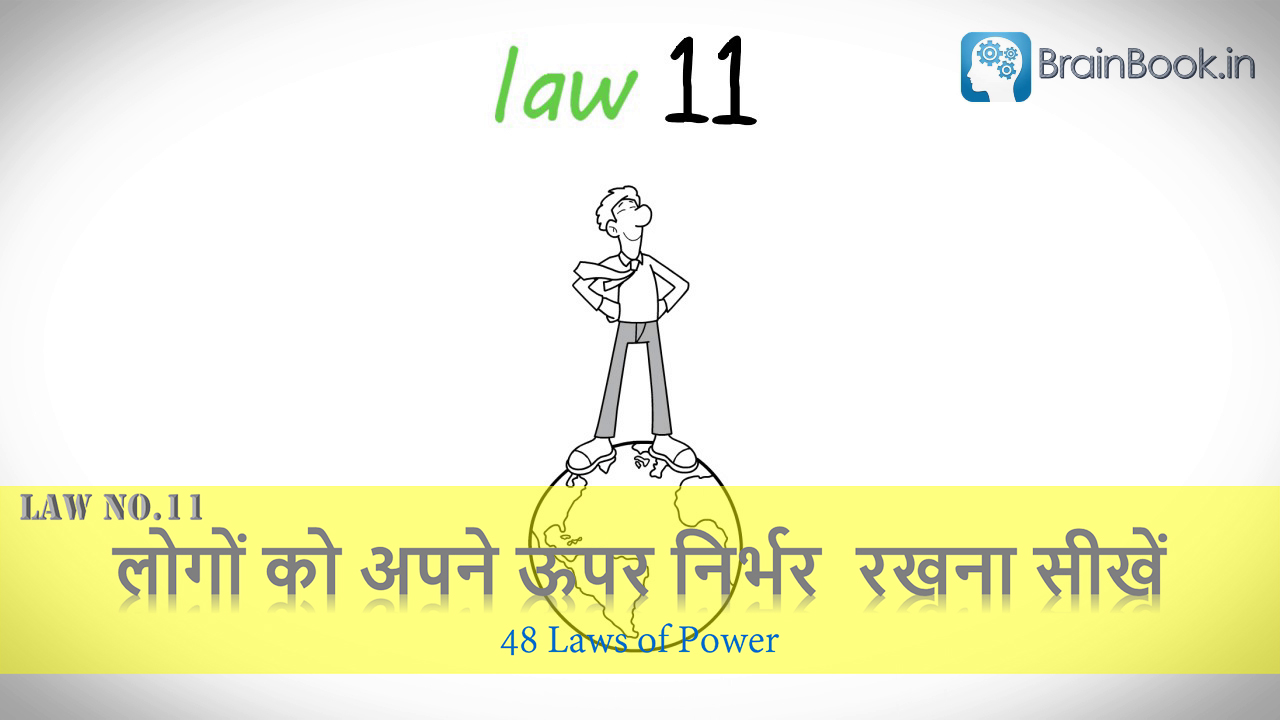 law 11
BrainBook.in
LAW NO.11
लोगों को अपने ऊपर निर्भर रखना सीखें
48 Laws of Power